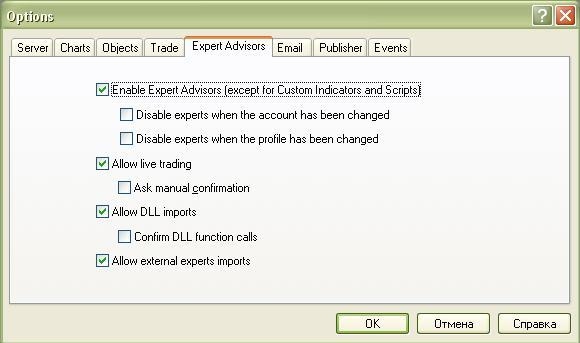 Options
Server Charts Objects Trade Expert Advisors Email Publisher Events
Enable Expert Advisors (except for Custom Indicators and Scripts)
Disable experts when the account has been changed
Disable experts when the profile has been changed
Allow live trading
Ask manual confirmation
Allow DLL imports
Confirm DLL function calls
Allow external experts imports
OK Отмена Справка